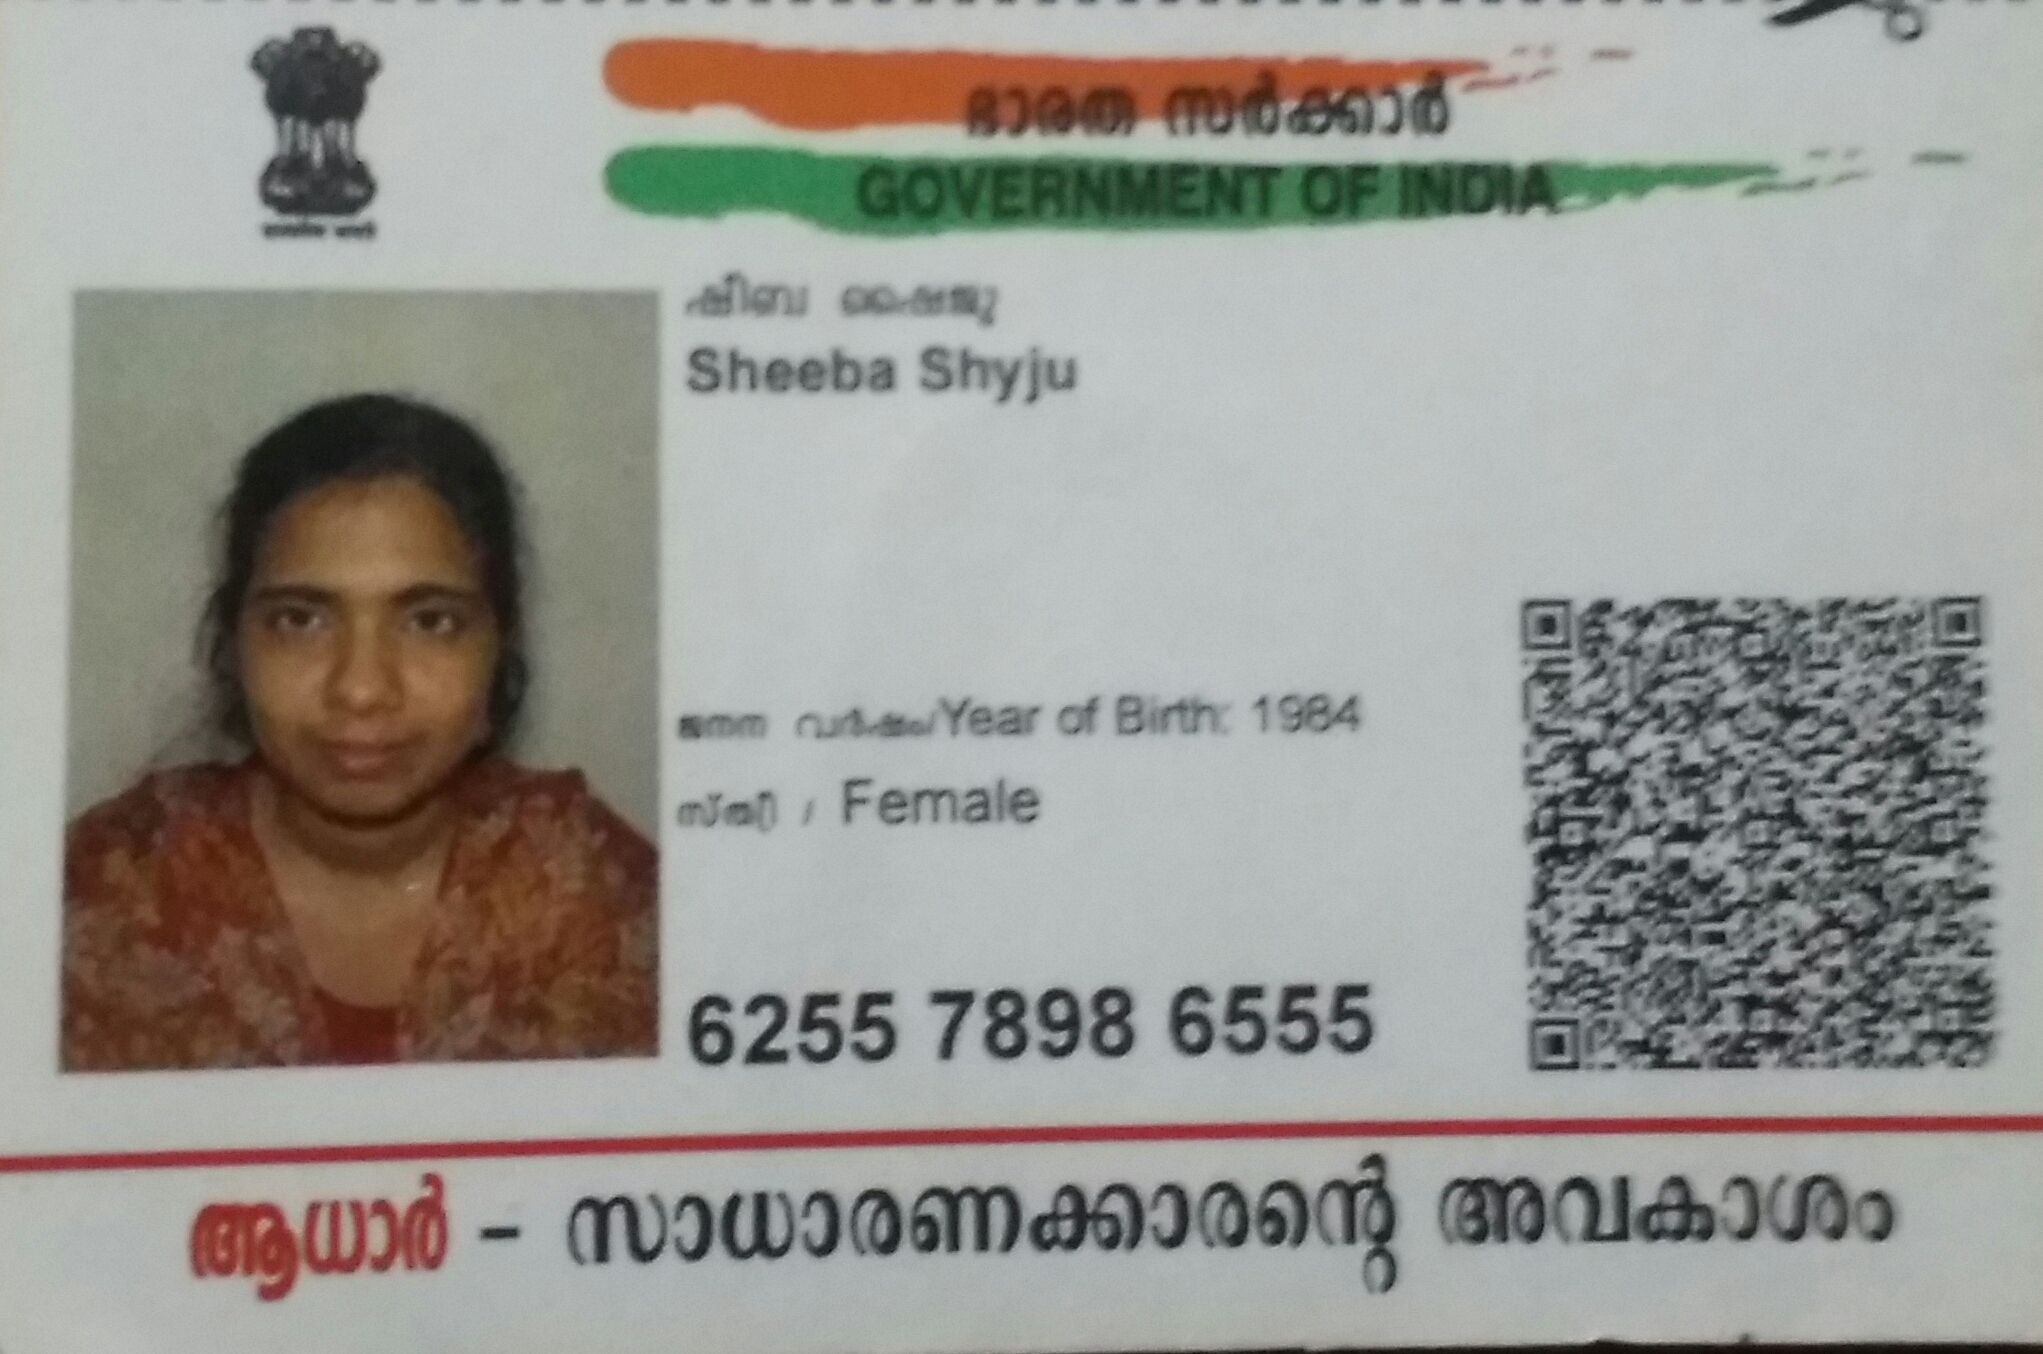 ഭാരത സർക്കാർ
GOVERNMENT OF INDIA
ഷീബ ഷൈജു
Sheeba Shyju
ജനന വർഷം/Year of Birth: 1984
സ്ത്രീ / Female
6255 7898 6555
ആധാർ – സാധാരണക്കാരന്റെ അവകാശം